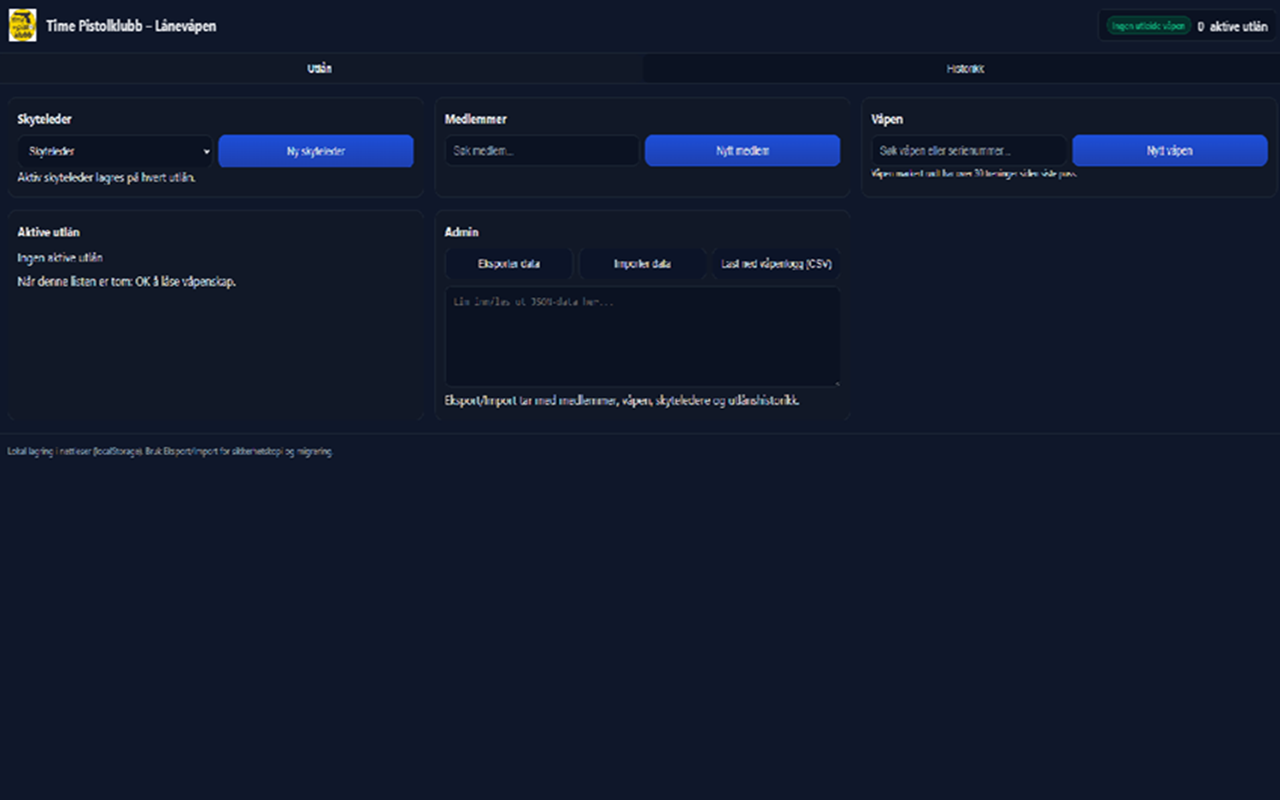 Time Pistolklubb – Lånevåpen
Ingen utleide våpen 0 aktive utlån
Utlån
Historikk
Skyteleder
Skyteleder
Ny skyteleder
Aktiv skyteleder lagres på hvert utlån.
Medlemmer
Søk medlem...
Nytt medlem
Våpen
Søk våpen eller serienummer...
Nytt våpen
Våpen markert rødt har over 30 treninger siden siste puss.
Aktive utlån
Ingen aktive utlån
Når denne listen er tom: OK å låse våpenskap.
Admin
Eksporter data
Importer data
Last ned våpenlogg (CSV)
Lim inn/les ut JSON-data her...
Eksport/Import tar med medlemmer, våpen, skyteledere og utlånshistorikk.
Lokal lagring i nettleser (localStorage). Bruk Eksport/Import for sikkerhetskopi og migrering.